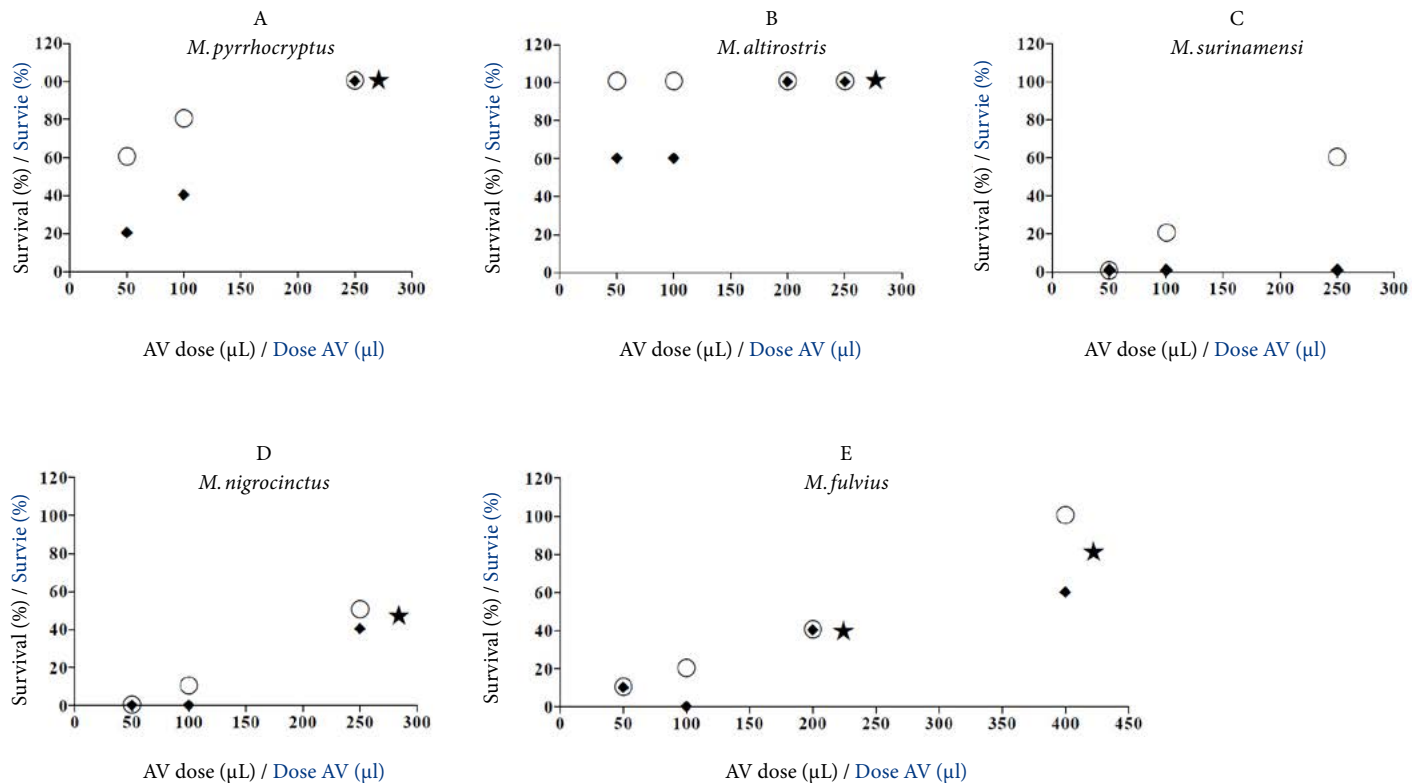 A
M. pyrrhocryptus
Survival (%) / Survie (%)
120
00
80
60
40
20
0
0 50 100 150 200 250 300
AV dose (µL) / Dose AV (µl)
B
M. altirostris
Survival (%) / Survie (%)
120
100
80
60
40
20
0
0 50 100 150 200 250 300
AV dose (µL) / Dose AV (µl)
C
M. surinamensi
Survival (%) / Survie (%)
120
100
80
60
40
20
0
0 50 100 150 200 250 300
AV dose (µL) / Dose AV (µl)
D
M. nigrocinctus
Survival (%) / Survie (%)
120
100
80
60
40
20
0
0 50 100 150 200 250 300
AV dose (µL) / Dose AV (µl)
E
M. fulvius
Survival (%) / Survie (%)
120
100
80
60
40
20
0
0 50 100 150 200 250 300 350 400 450
AV dose (µL) / Dose AV (µl)